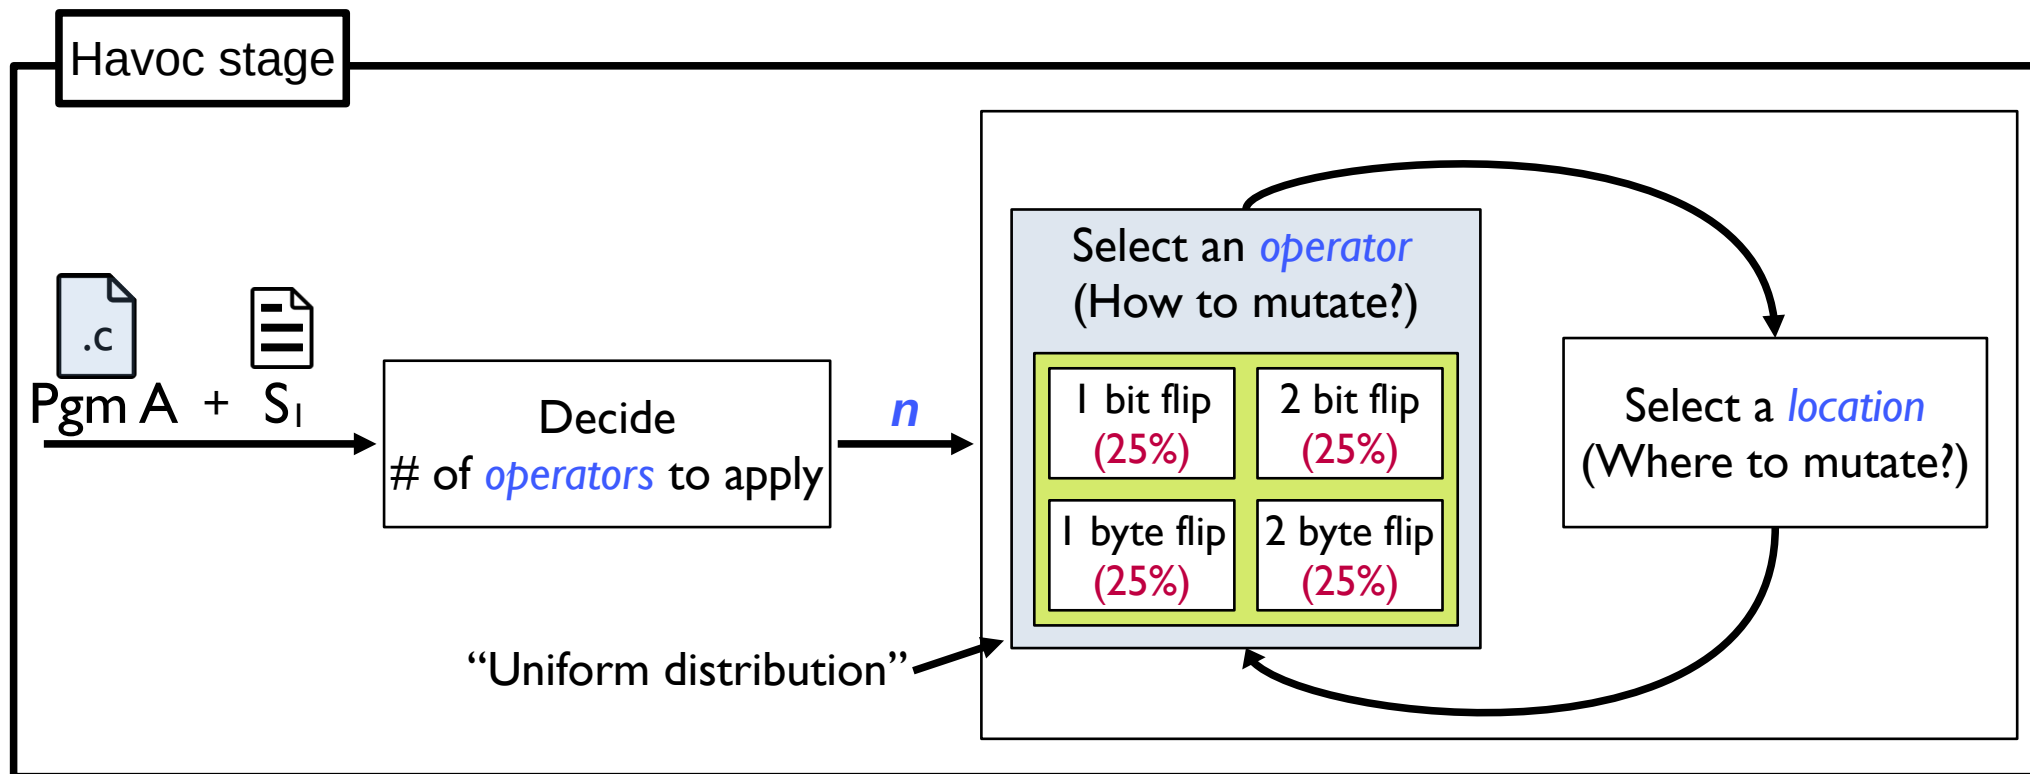 Havoc stage
.c
Pgm A + S1
Decide
# of operators to apply
n
Select an operator
(How to mutate?)
1 bit flip
(25%)
2 bit flip
(25%)
1 byte flip
(25%)
2 byte flip
(25%)
“Uniform distribution”
Select a location
(Where to mutate?)